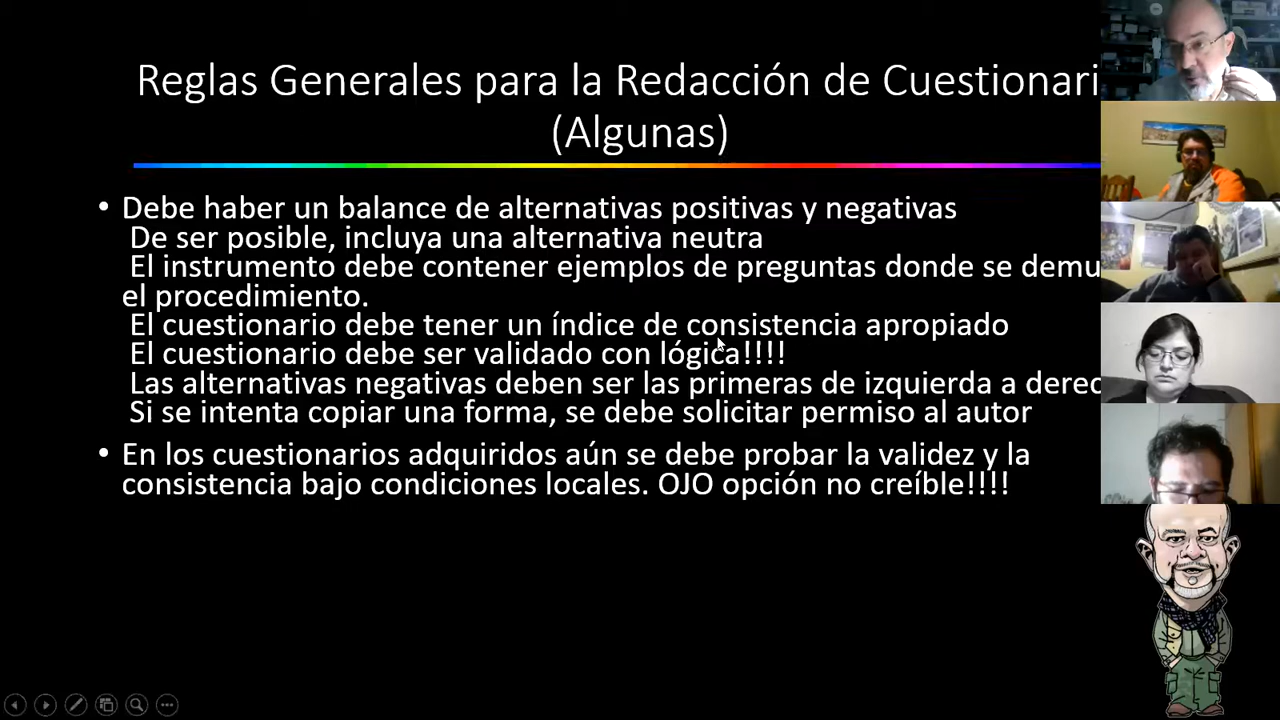 Reglas Generales para la Redacción de Cuestionari
(Algunas)
• Debe haber un balance de alternativas positivas y negativas
De ser posible, incluya una alternativa neutra
El instrumento debe contener ejemplos de preguntas donde se demu
el procedimiento.
El cuestionario debe tener un índice de consistencia apropiado
El cuestionario debe ser validado con lógica!!!!
Las alternativas negativas deben ser las primeras de izquierda a derec
Si se intenta copiar una forma, se debe solicitar permiso al autor
• En los cuestionarios adquiridos aún se debe probar la validez y la
consistencia bajo condiciones locales. OJO opción no creíble!!!!